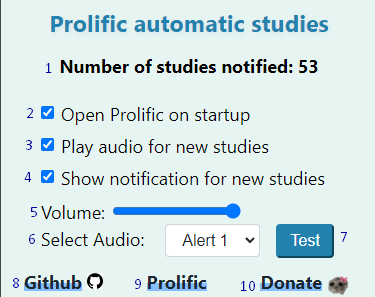 Prolific automatic studies
1 Number of studies notified: 53
2 Open Prolific on startup
3 Play audio for new studies
4 Show notification for new studies
5 Volume:
6 Select Audio: Alert 1 Test 7
8 Github 9 Prolific 10 Donate